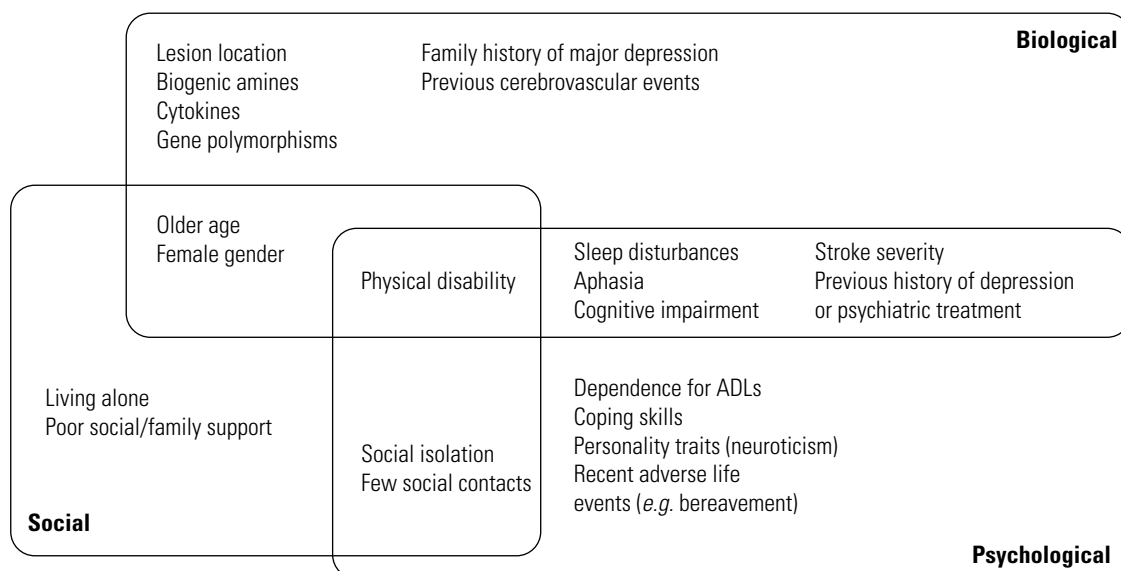 Biological
Lesion location
Biogenic amines
Cytokines
Gene polymorphisms
Family history of major depression
Previous cerebrovascular events
Older age
Female gender
Physical disability
Sleep disturbances
Aphasia
Cognitive impairment
Stroke severity
Previous history of depression
or psychiatric treatment
Living alone
Poor social/family support
Social isolation
Few social contacts
Dependence for ADLs
Coping skills
Personality traits (neuroticism)
Recent adverse life
events (e.g. bereavement)
Social
Psychological